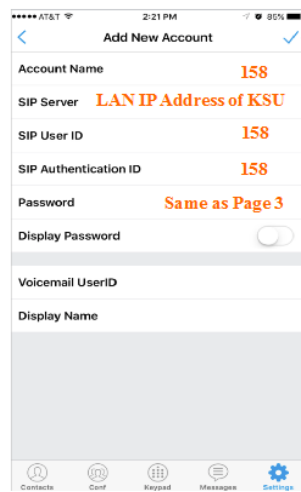 AT&T 2:21 PM 85%
Add New Account
Account Name 158
SIP Server LAN IP Address of KSU
SIP User ID 158
SIP Authentication ID 158
Password Same as Page 3
Display Password
Voicemail UserID
Display Name
Contacts Conf Keypad Messages Settings